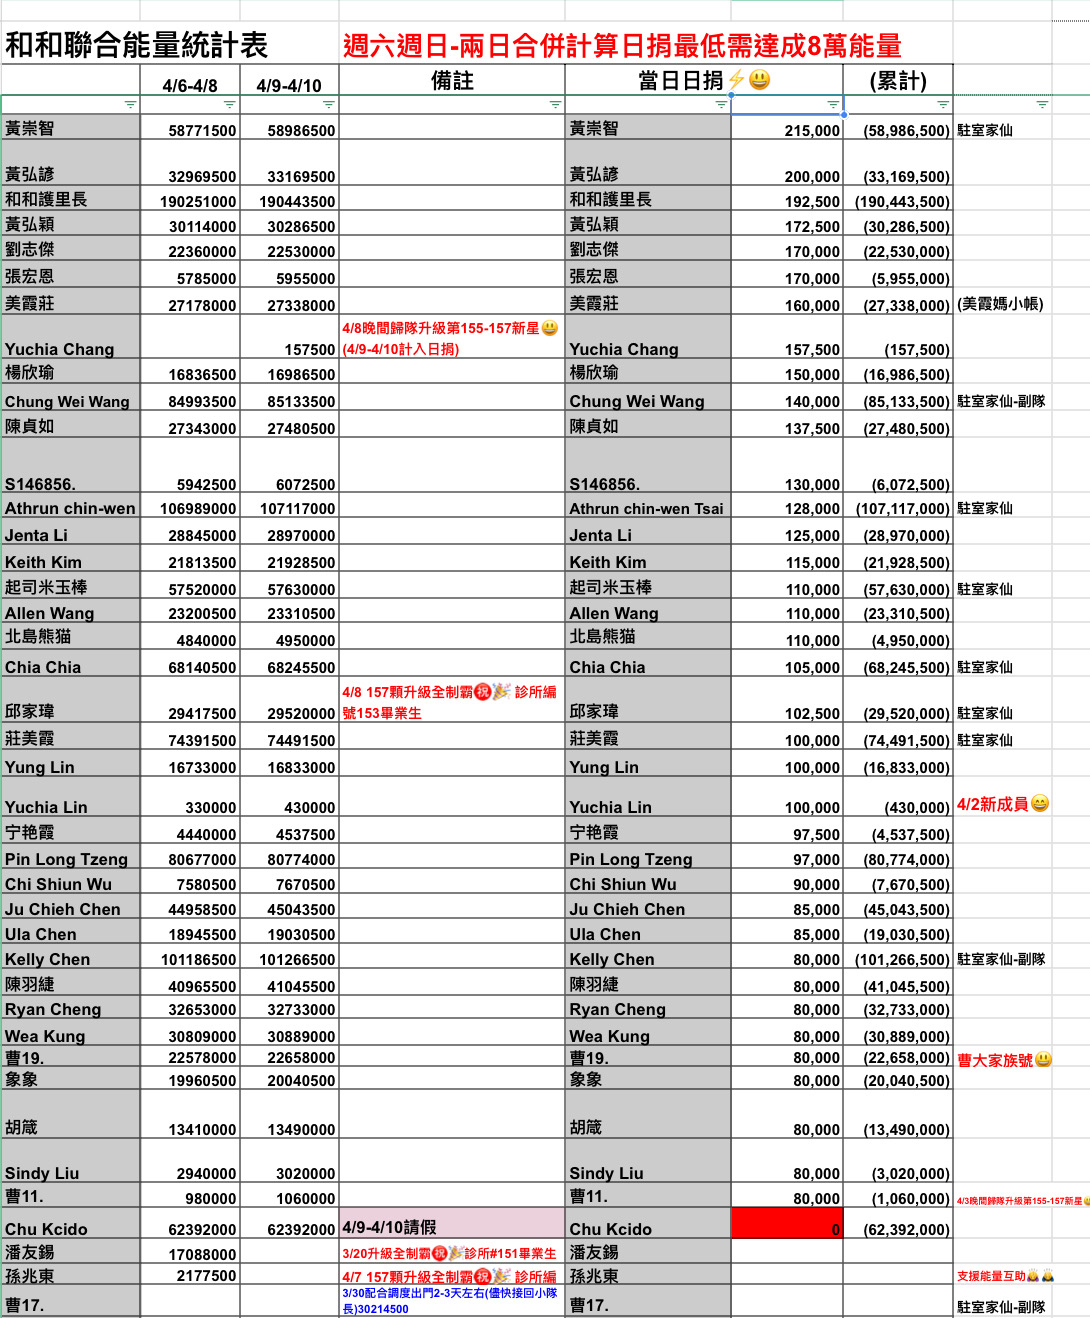 和和聯合能量統計表 週六週日-兩日合併計算日捐最低需達成8萬能量
4/6-4/8 4/9-4/10 備註 當日日捐⚡😃 (累計)
黃崇智 58771500 58986500 黃崇智 215,000 (58,986,500) 駐室家仙
黃弘諺 32969500 33169500 黃弘諺 200,000 (33,169,500)
和和護里長 190251000 190443500 和和護里長 192,500 (190,443,500)
黃弘穎 30114000 30286500 黃弘穎 172,500 (30,286,500)
劉志傑 22360000 22530000 劉志傑 170,000 (22,530,000)
張宏恩 5785000 5955000 張宏恩 170,000 (5,955,000)
美霞莊 27178000 27338000 美霞莊 160,000 (27,338,000) (美霞媽小帳)
4/8晚間歸隊升級第155-157新星😃
Yuchia Chang 157500 (4/9-4/10計入日捐) Yuchia Chang 157,500 (157,500)
楊欣瑜 16836500 16986500 楊欣瑜 150,000 (16,986,500)
Chung Wei Wang 84993500 85133500 Chung Wei Wang 140,000 (85,133,500) 駐室家仙-副隊
陳貞如 27343000 27480500 陳貞如 137,500 (27,480,500)
S146856. 5942500 6072500 S146856. 130,000 (6,072,500)
Athrun chin-wen 106989000 107117000 Athrun chin-wen Tsai 128,000 (107,117,000) 駐室家仙
Jenta Li 28845000 28970000 Jenta Li 125,000 (28,970,000)
Keith Kim 21813500 21928500 Keith Kim 115,000 (21,928,500)
起司米玉棒 57520000 57630000 起司米玉棒 110,000 (57,630,000) 駐室家仙
Allen Wang 23200500 23310500 Allen Wang 110,000 (23,310,500)
北島熊猫 4840000 4950000 北島熊猫 110,000 (4,950,000)
Chia Chia 68140500 68245500 Chia Chia 105,000 (68,245,500) 駐室家仙
4/8 157顆升級全制霸㊗️🎉 診所編
邱家瑋 29417500 29520000 號153畢業生 邱家瑋 102,500 (29,520,000) 駐室家仙
莊美霞 74391500 74491500 莊美霞 100,000 (74,491,500) 駐室家仙
Yung Lin 16733000 16833000 Yung Lin 100,000 (16,833,000)
Yuchia Lin 330000 430000 Yuchia Lin 100,000 (430,000) 4/2新成員😄
宁艳霞 4440000 4537500 宁艳霞 97,500 (4,537,500)
Pin Long Tzeng 80677000 80774000 Pin Long Tzeng 97,000 (80,774,000)
Chi Shiun Wu 7580500 7670500 Chi Shiun Wu 90,000 (7,670,500)
Ju Chieh Chen 44958500 45043500 Ju Chieh Chen 85,000 (45,043,500)
Ula Chen 18945500 19030500 Ula Chen 85,000 (19,030,500)
Kelly Chen 101186500 101266500 Kelly Chen 80,000 (101,266,500) 駐室家仙-副隊
陳羽緁 40965500 41045500 陳羽緁 80,000 (41,045,500)
Ryan Cheng 32653000 32733000 Ryan Cheng 80,000 (32,733,000)
Wea Kung 30809000 30889000 Wea Kung 80,000 (30,889,000)
曹19. 22578000 22658000 曹19. 80,000 (22,658,000) 曹大家族號😃
象象 19960500 20040500 象象 80,000 (20,040,500)
胡箴 13410000 13490000 胡箴 80,000 (13,490,000)
Sindy Liu 2940000 3020000 Sindy Liu 80,000 (3,020,000)
曹11. 980000 1060000 曹11. 80,000 (1,060,000) 4/3晚間歸隊升級第155-157新星
Chu Kcido 62392000 62392000 4/9-4/10請假 Chu Kcido 0 (62,392,000)
潘友錫 17088000 3/20升級全制霸㊗️🎉診所#151畢業生 潘友錫
孫兆東 2177500 4/7 157顆升級全制霸㊗️🎉 診所編 孫兆東 支援能量互助🙇🙇
3/30配合調度出門2-3天左右(儘快接回小隊
曹17. 長)30214500 曹17. 駐室家仙-副隊